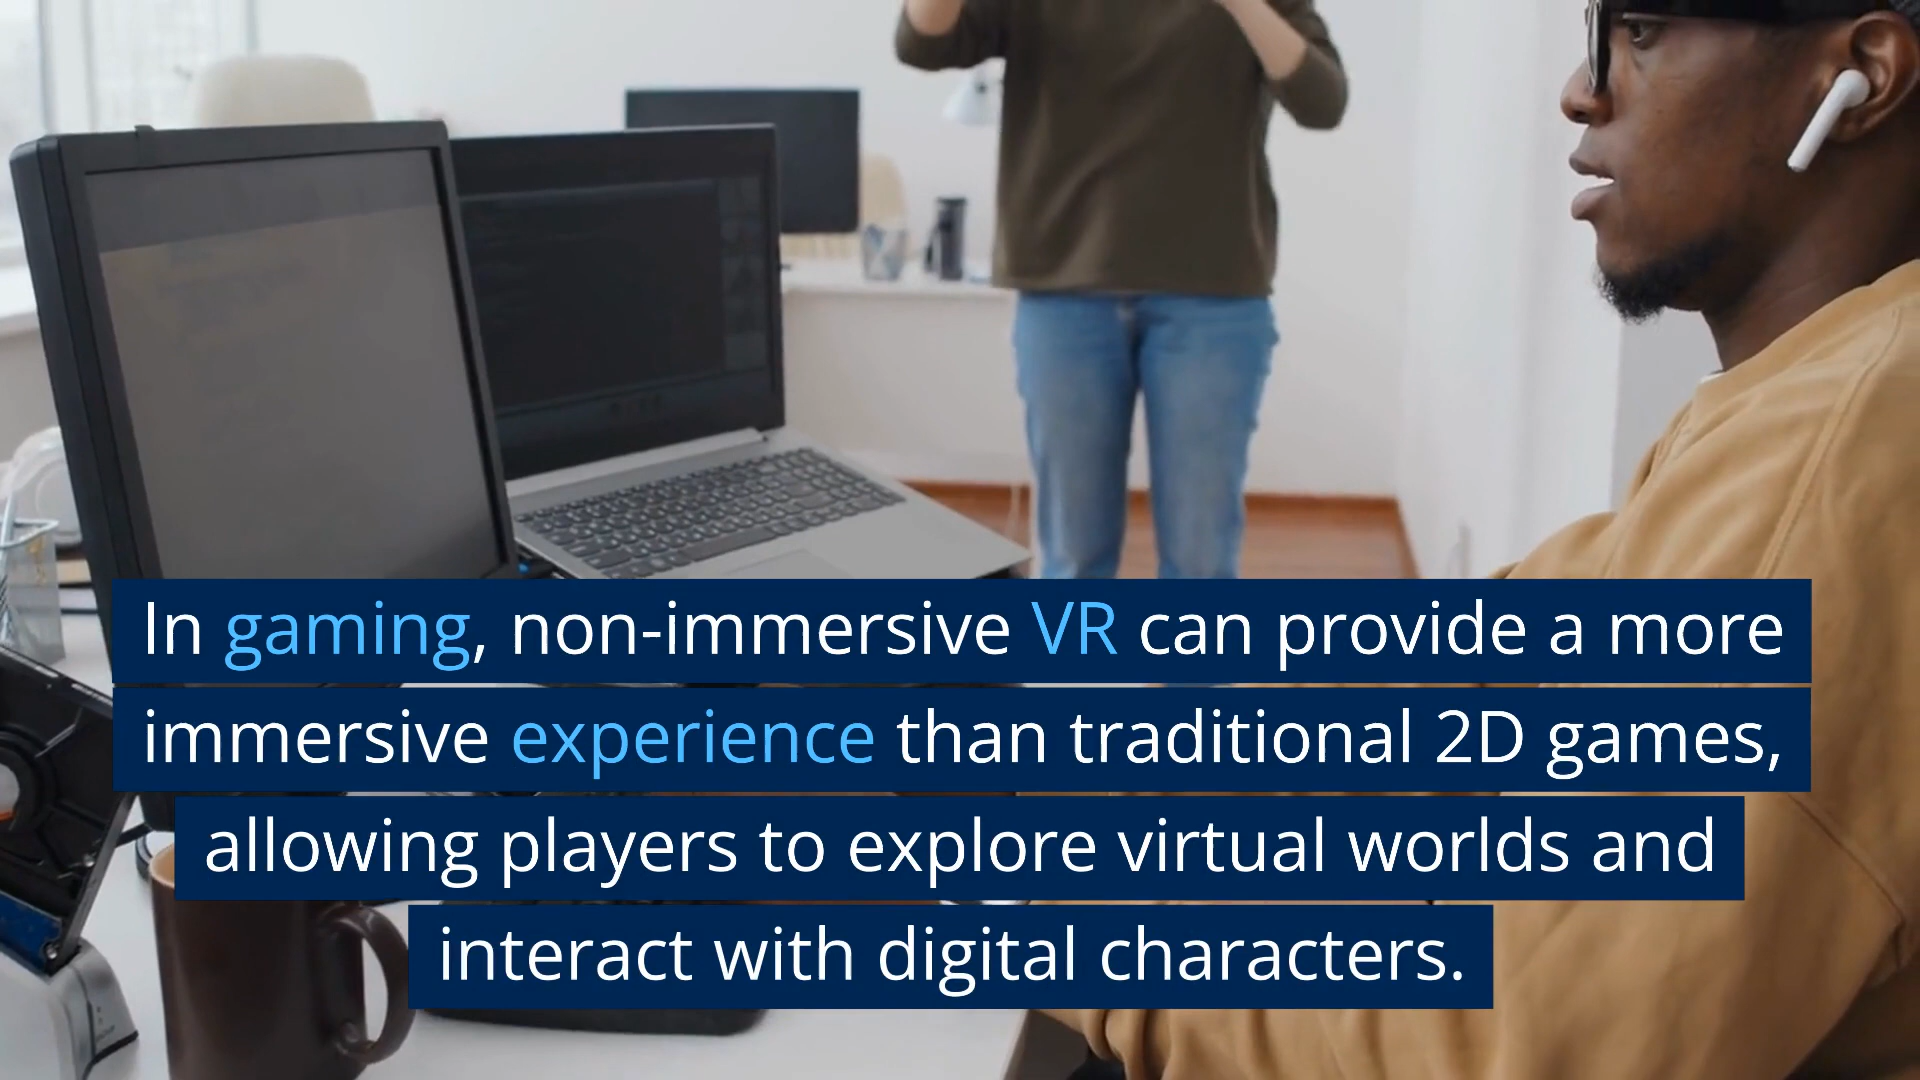 In gaming, non-immersive VR can provide a more
immersive experience than traditional 2D games,
allowing players to explore virtual worlds and
interact with digital characters.